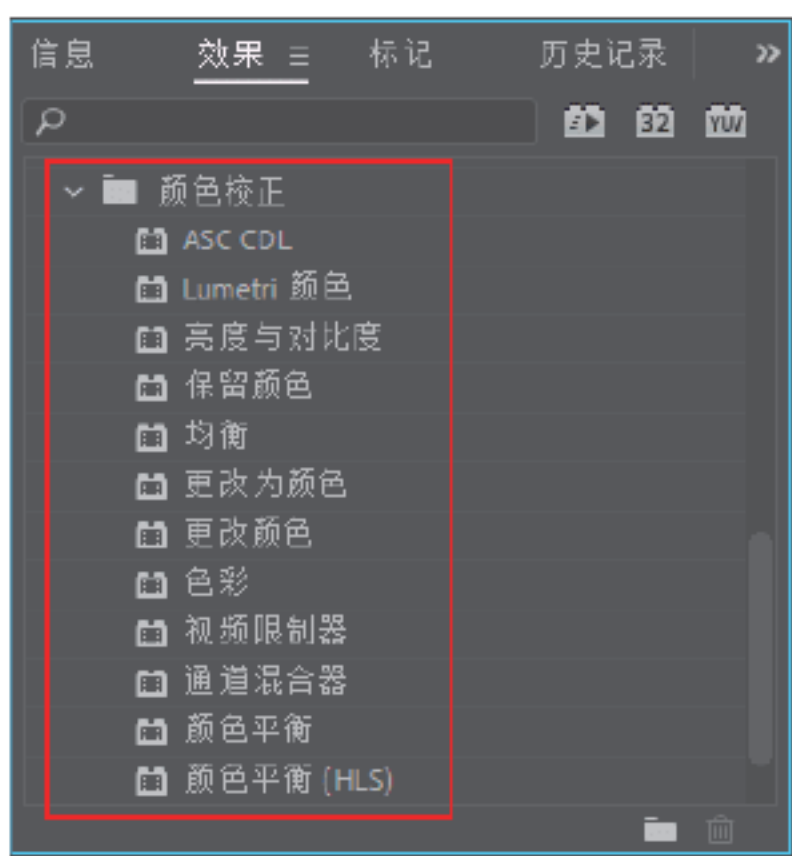 信息 效果 标记 历史记录
32 YUV
颜色校正
ASC CDL
Lumetri 颜色
亮度与对比度
保留颜色
均衡
更改为颜色
更改颜色
色彩
视频限制器
通道混合器
颜色平衡
颜色平衡 (HLS)